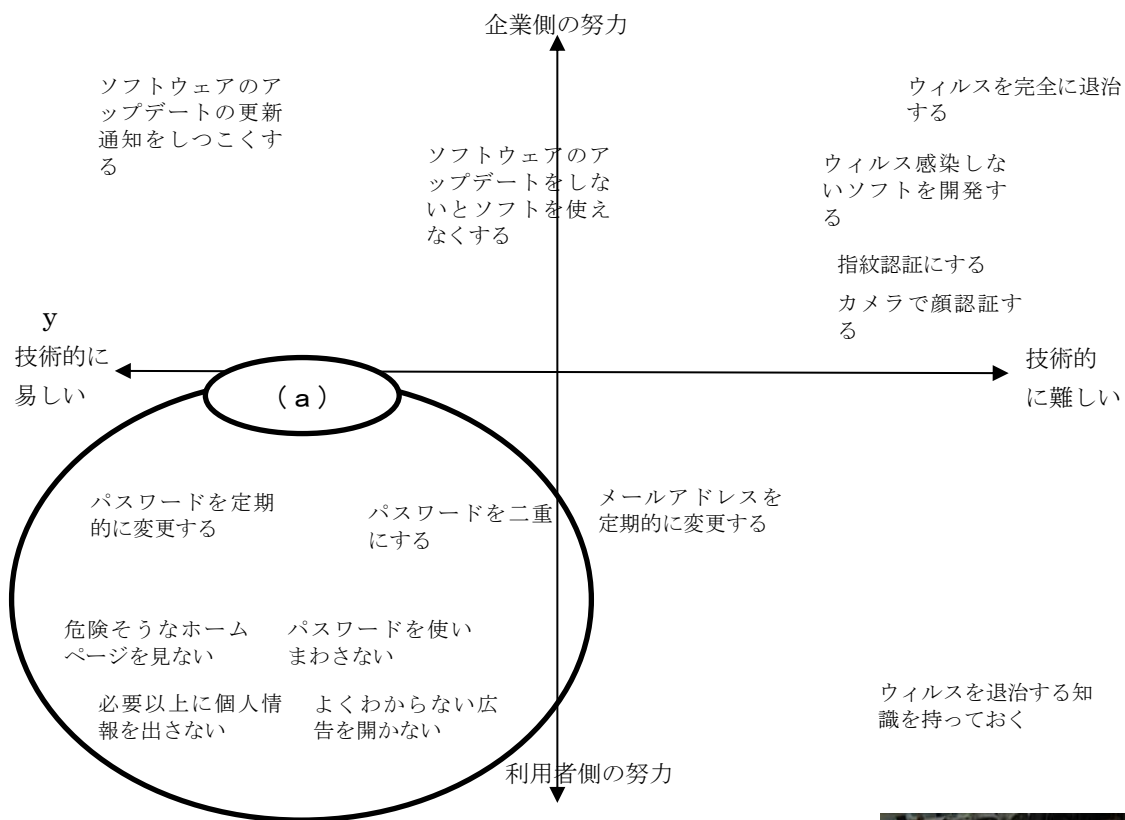 企業側の努力
ソフトウェアのア
ップデートの更新
通知をしつこくす
る
ソフトウェアのア
ップデートをしな
いとソフトを使え
なくする
ウィルスを完全に退治
する
ウィルス感染しな
いソフトを開発す
る
指紋認証にする
カメラで顔認証す
る
y
技術的に
易しい
技術的
に難しい
(a)
パスワードを定期
的に変更する
パスワードを二重
にする
メールアドレスを
定期的に変更する
危険そうなホーム
ページを見ない
パスワードを使い
まわさない
必要以上に個人情
報を出さない
よくわからない広
告を開かない
ウィルスを退治する知
識を持っておく
利用者側の努力